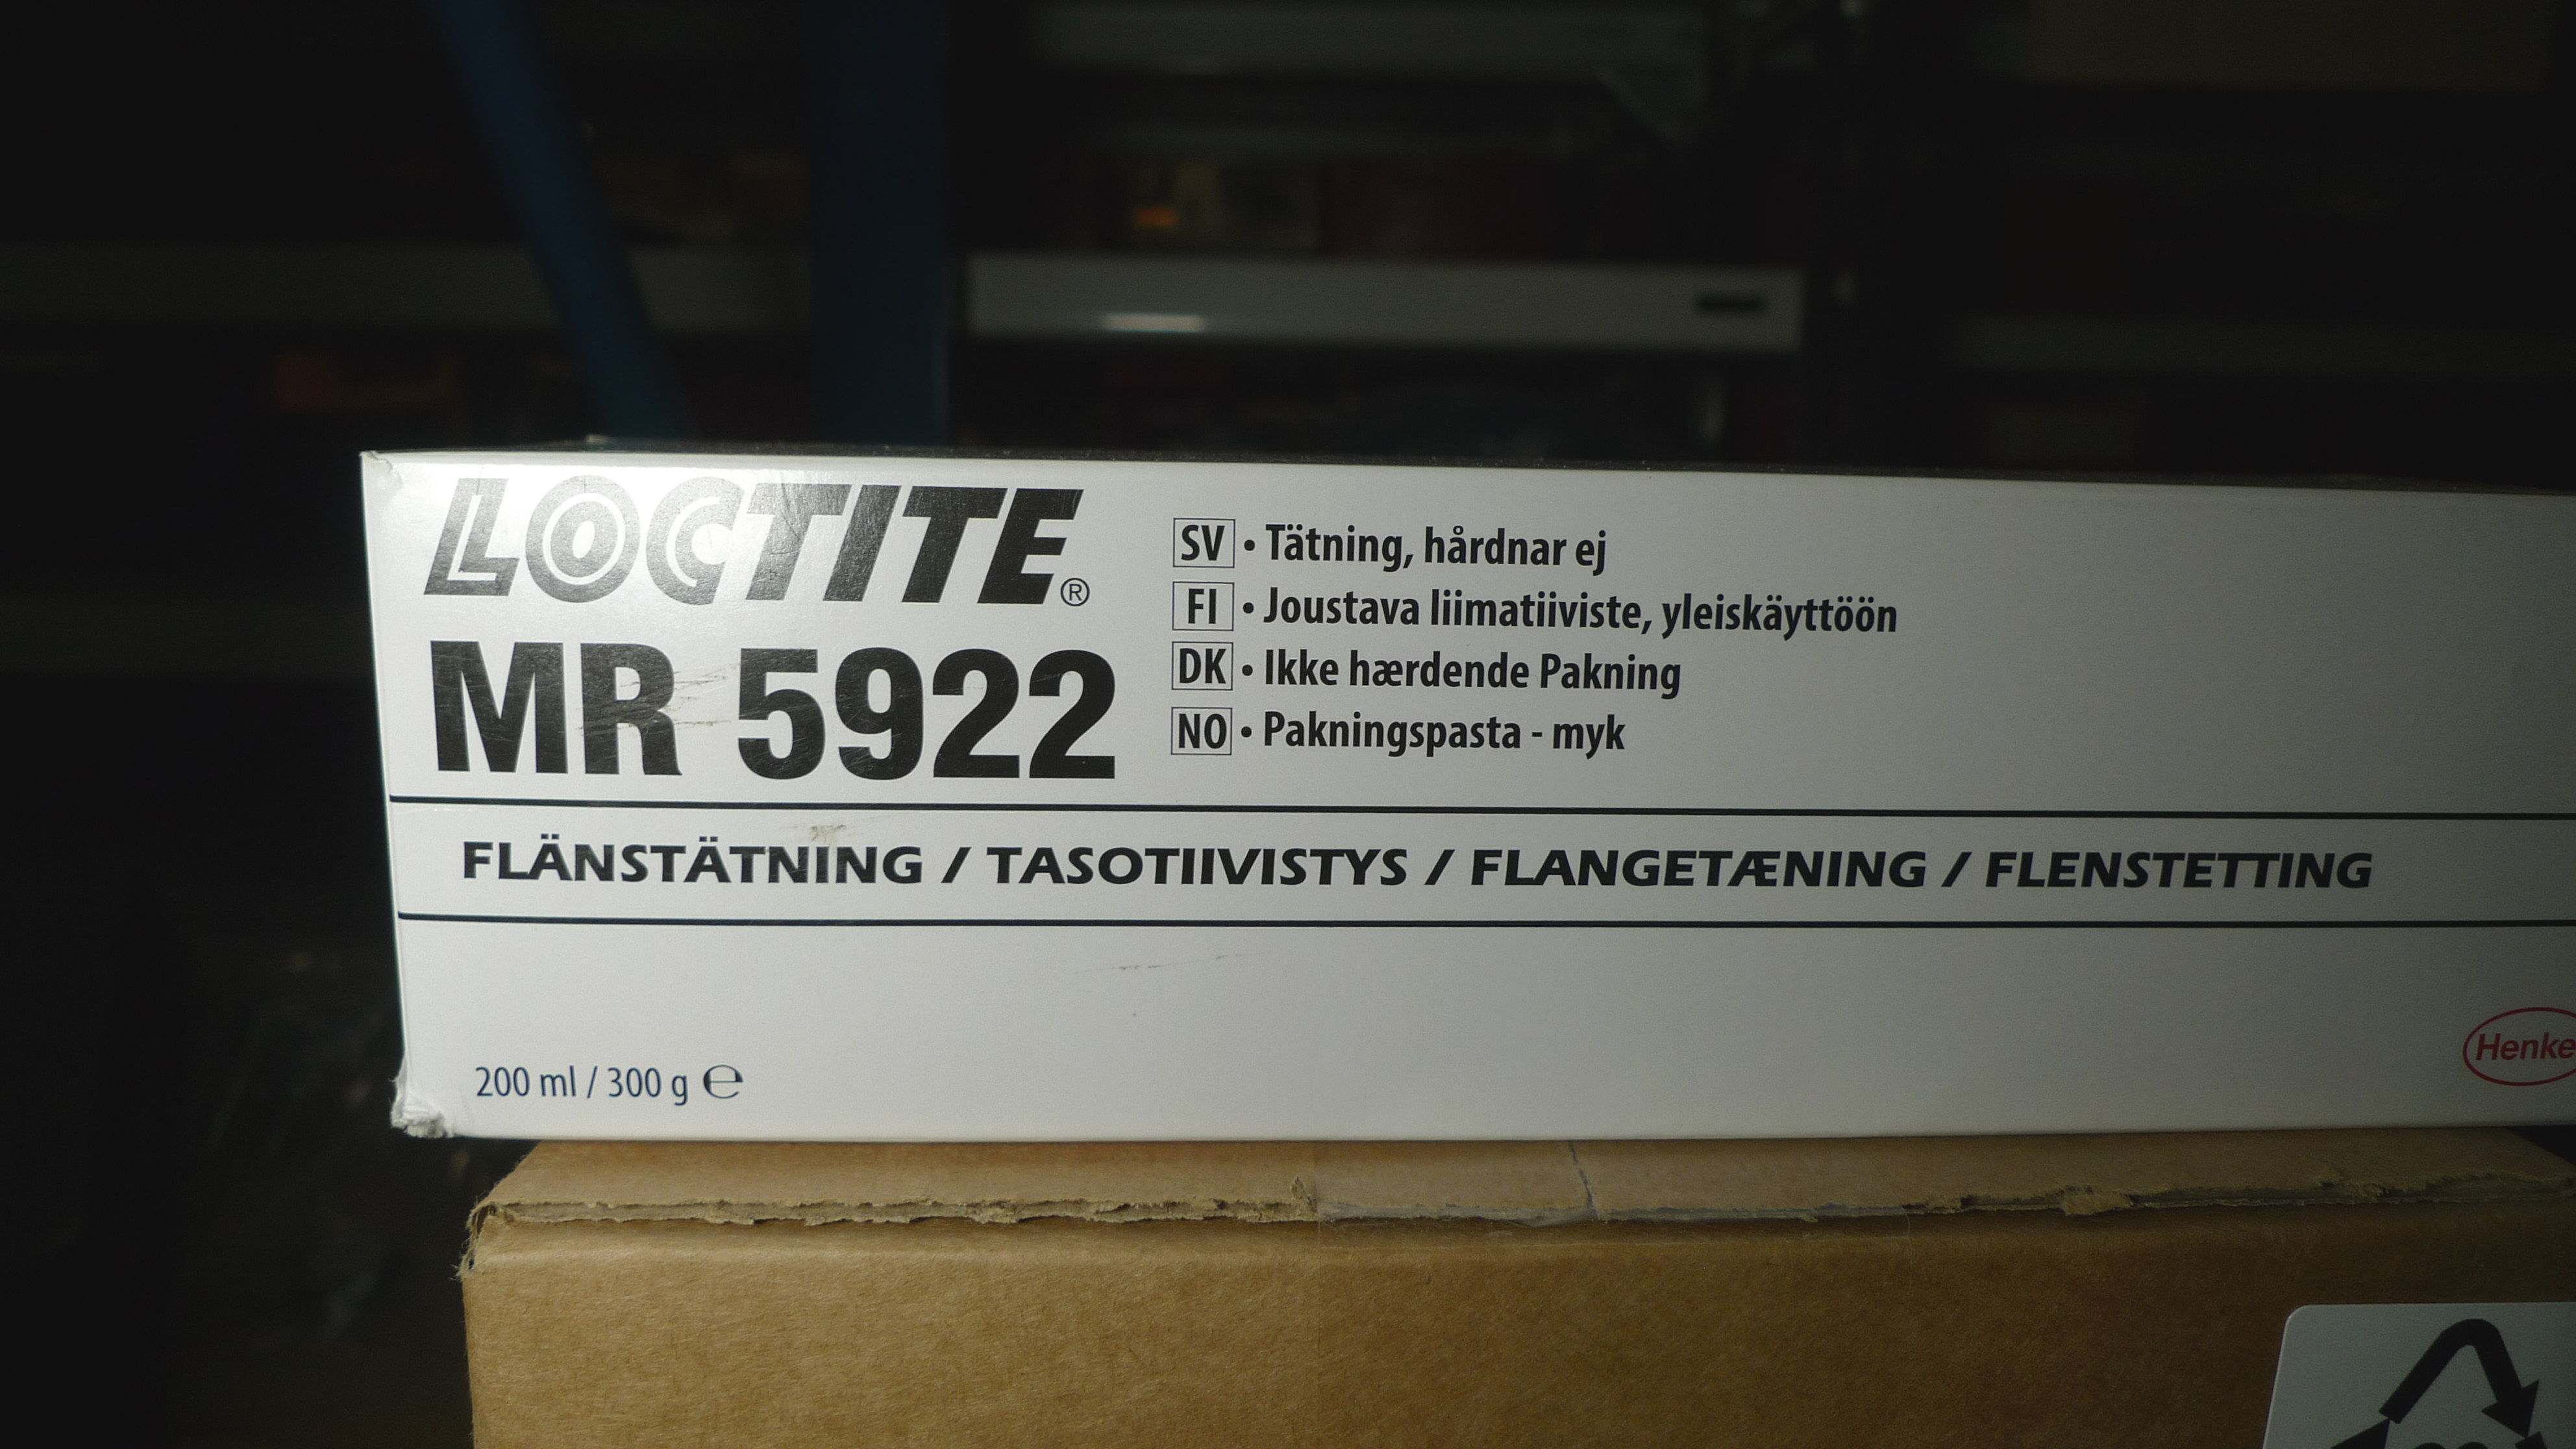 LOCTITE®
MR 5922
SV • Tätning, hårdnar ej
FI • Joustava liimatiiviste, yleiskäyttöön
DK • Ikke hærdende Pakning
NO • Pakningspasta - myk
FLÄNSTÄTNING / TASOTIIVISTYS / FLANGETÆNING / FLENSTETTING
200 ml / 300 g ℮
Henke